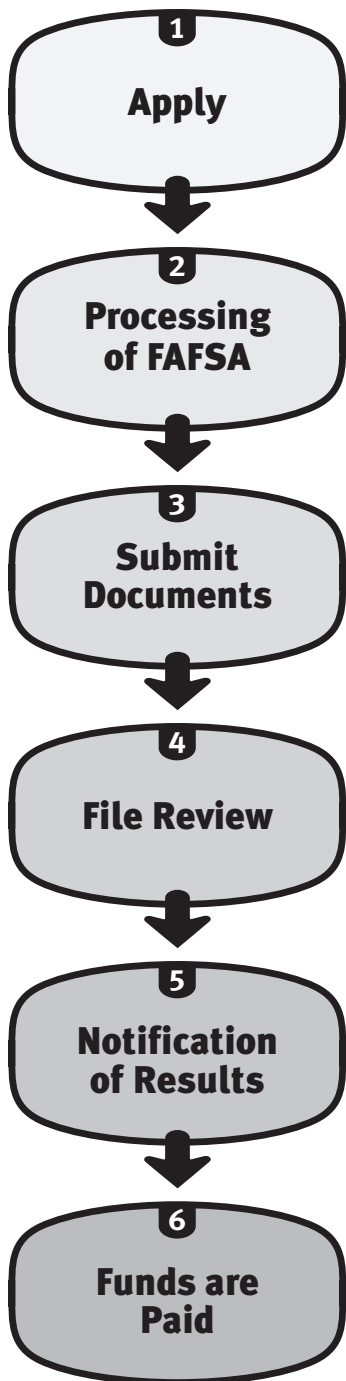 1
Apply
2
Processing
of FAFSA
3
Submit
Documents
4
File Review
5
Notification
of Results
6
Funds are
Paid